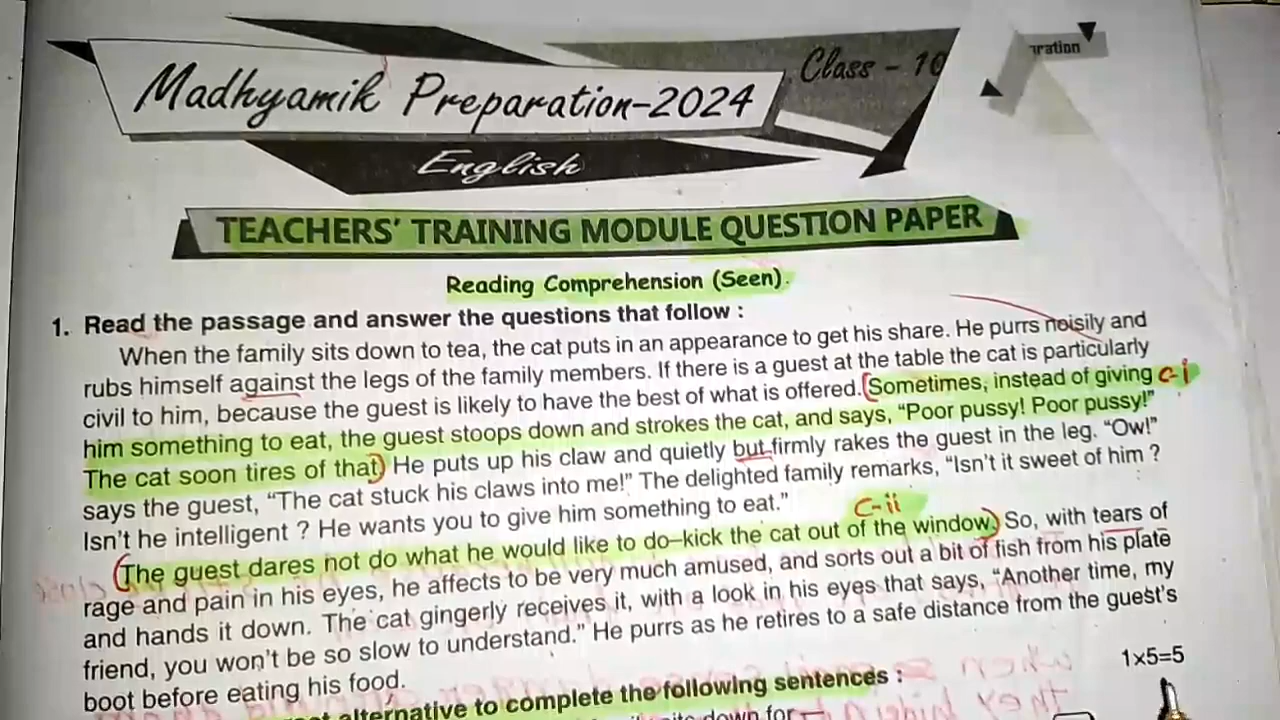 Class - 10
ration
Madhyamik Preparation-2024
English
TEACHERS' TRAINING MODULE QUESTION PAPER
Reading Comprehension (Seen).
1. Read the passage and answer the questions that follow :
When the family sits down to tea, the cat puts in an appearance to get his share. He purrs noisily and
rubs himself against the legs of the family members. If there is a guest at the table the cat is particularly
civil to him, because the guest is likely to have the best of what is offered. Sometimes, instead of giving c-i
him something to eat, the guest stoops down and strokes the cat, and says, “Poor pussy! Poor pussy!”
The cat soon tires of that. He puts up his claw and quietly but firmly rakes the guest in the leg. “Ow!”
says the guest, “The cat stuck his claws into me!” The delighted family remarks, “Isn't it sweet of him ?
Isn't he intelligent ? He wants you to give him something to eat.”
c-ii
The guest dares not do what he would like to do–kick the cat out of the window. So, with tears of
rage and pain in his eyes, he affects to be very much amused, and sorts out a bit of fish from his plate
and hands it down. The cat gingerly receives it, with a look in his eyes that says, “Another time, my
friend, you won't be so slow to understand.” He purrs as he retires to a safe distance from the guest's
boot before eating his food.
1×5=5
alternative to complete the following sentences :
down for